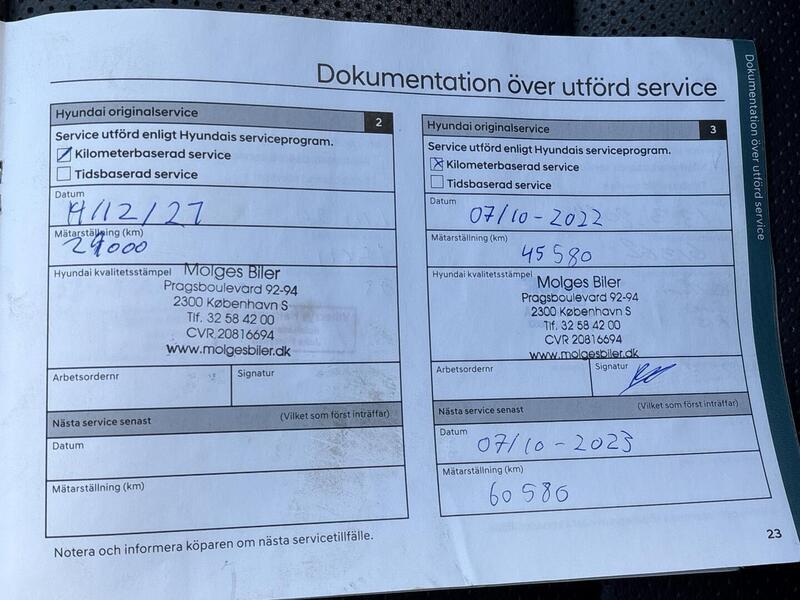 Dokumentation över utförd service
Hyundai originalservice 2
Service utförd enligt Hyundais serviceprogram.
Kilometerbaserad service
Tidsbaserad service
Datum
Mätarställning (km)
Hyundai kvalitetsstämpel
Molges Biler
Pragsboulevard 92-94
2300 København S
Tlf. 32 58 42 00
CVR 20816694
www.molgesbiler.dk
Arbetsordernr
Signatur
Nästa service senast (Vilket som först inträffar)
Datum
Mätarställning (km)
Notera och informera köparen om nästa servicetillfälle.
Hyundai originalservice 3
Service utförd enligt Hyundais serviceprogram.
Kilometerbaserad service
Tidsbaserad service
Datum
07/10-2022
Mätarställning (km)
45 580
Hyundai kvalitetsstämpel
Molges Biler
Pragsboulevard 92-94
2300 København S
Tlf. 32 58 42 00
CVR 20816694
www.molgesbiler.dk
Arbetsordernr
Signatur
Nästa service senast (Vilket som först inträffar)
Datum
07/10-2023
Mätarställning (km)
60 580
23
Dokumentation över utförd service